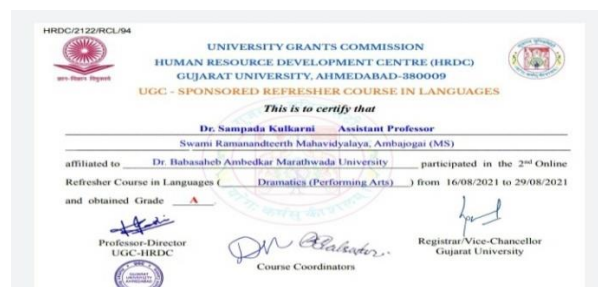 HRDC/2122/RCL/94
UNIVERSITY GRANTS COMMISSION
HUMAN RESOURCE DEVELOPMENT CENTRE (HRDC)
GUJARAT UNIVERSITY, AHMEDABAD-380009
UGC - SPONSORED REFRESHER COURSE IN LANGUAGES
ज्ञान-विज्ञान विमुक्तये
This is to certify that
Dr. Sampada Kulkarni Assistant Professor
Swami Ramanandteerth Mahavidyalaya, Ambajogai (MS)
affiliated to Dr. Babasaheb Ambedkar Marathwada University participated in the 2nd Online
Refresher Course in Languages ( Dramatics (Performing Arts) ) from 16/08/2021 to 29/08/2021
and obtained Grade A
Professor-Director
UGC-HRDC
Course Coordinators
Registrar/Vice-Chancellor
Gujarat University